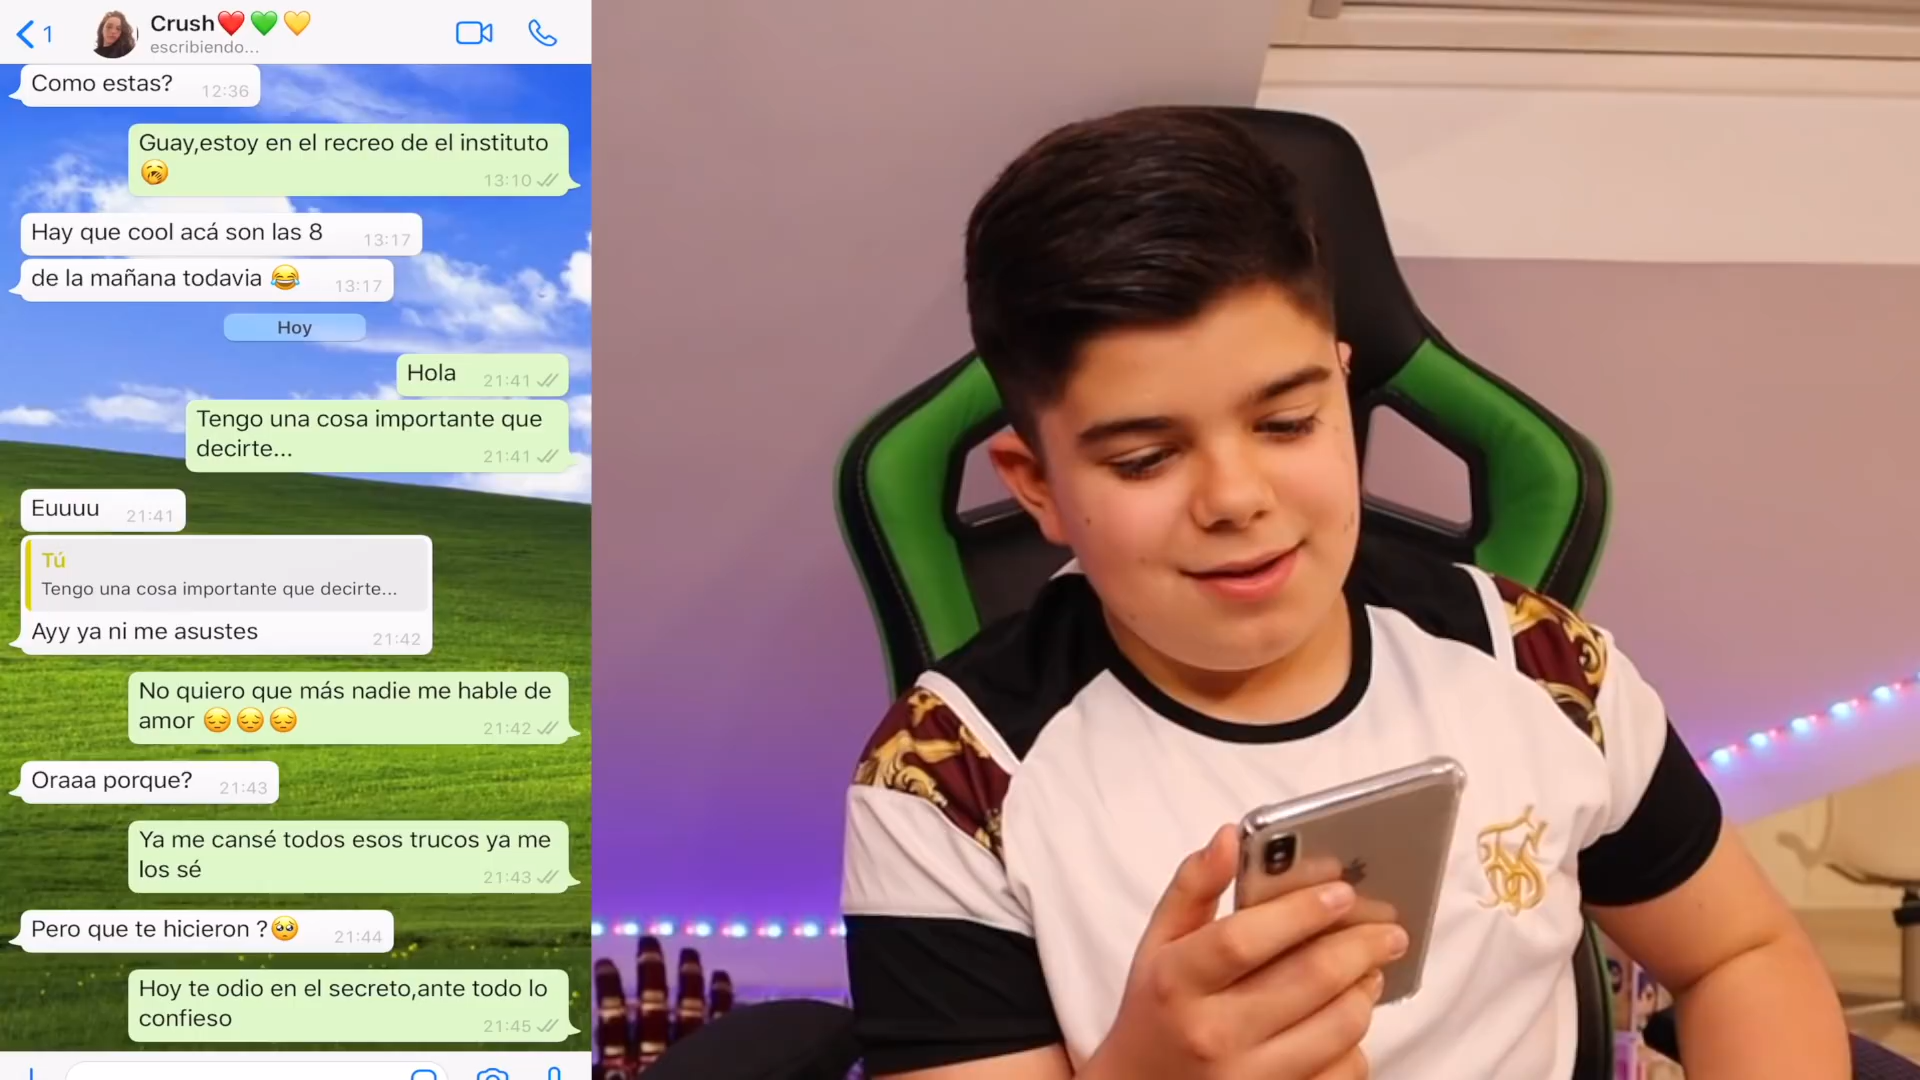 1
Crush❤️💚💛
escribiendo...
Como estas?
12:36
Guay,estoy en el recreo de el instituto
🥱
13:10
Hay que cool acá son las 8
13:17
de la mañana todavia 😂
13:17
Hoy
Hola
21:41
Tengo una cosa importante que
decirte...
21:41
Euuuu
21:41
Tú
Tengo una cosa importante que decirte...
Ayy ya ni me asustes
21:42
No quiero que más nadie me hable de
amor 😔😔😔
21:42
Oraaa porque?
21:43
Ya me cansé todos esos trucos ya me
los sé
21:43
Pero que te hicieron ?🥺
21:44
Hoy te odio en el secreto,ante todo lo
confieso
21:45